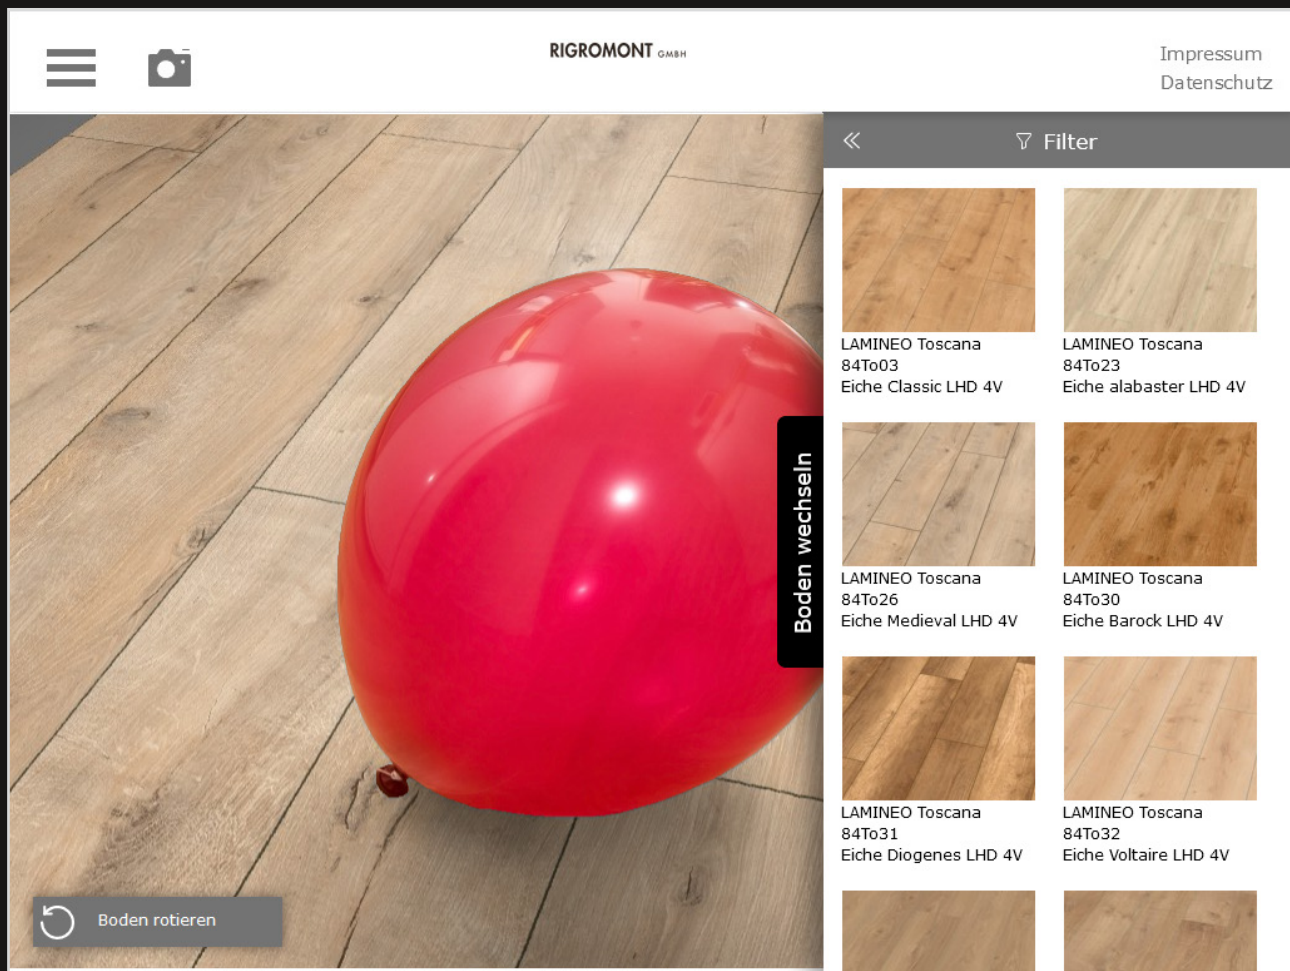 RIGROMONT GMBH
Impressum
Datenschutz
Filter
LAMINEO Toscana
84To03
Eiche Classic LHD 4V
LAMINEO Toscana
84To23
Eiche alabaster LHD 4V
Boden wechseln
LAMINEO Toscana
84To26
Eiche Medieval LHD 4V
LAMINEO Toscana
84To30
Eiche Barock LHD 4V
LAMINEO Toscana
84To31
Eiche Diogenes LHD 4V
LAMINEO Toscana
84To32
Eiche Voltaire LHD 4V
Boden rotieren